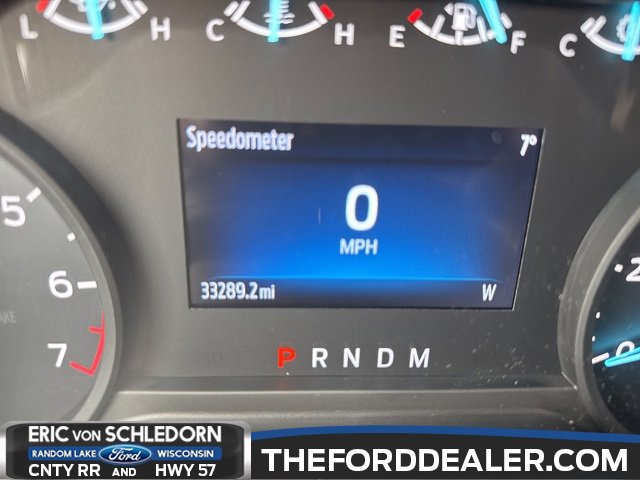 L H C H E F C
Speedometer 7°
5
0
MPH
6
2
33289.2mi W
7
0
P R N D M
ERIC VON SCHLEDORN
RANDOM LAKE Ford WISCONSIN
CNTY RR AND HWY 57
THEFORDDEALER.COM